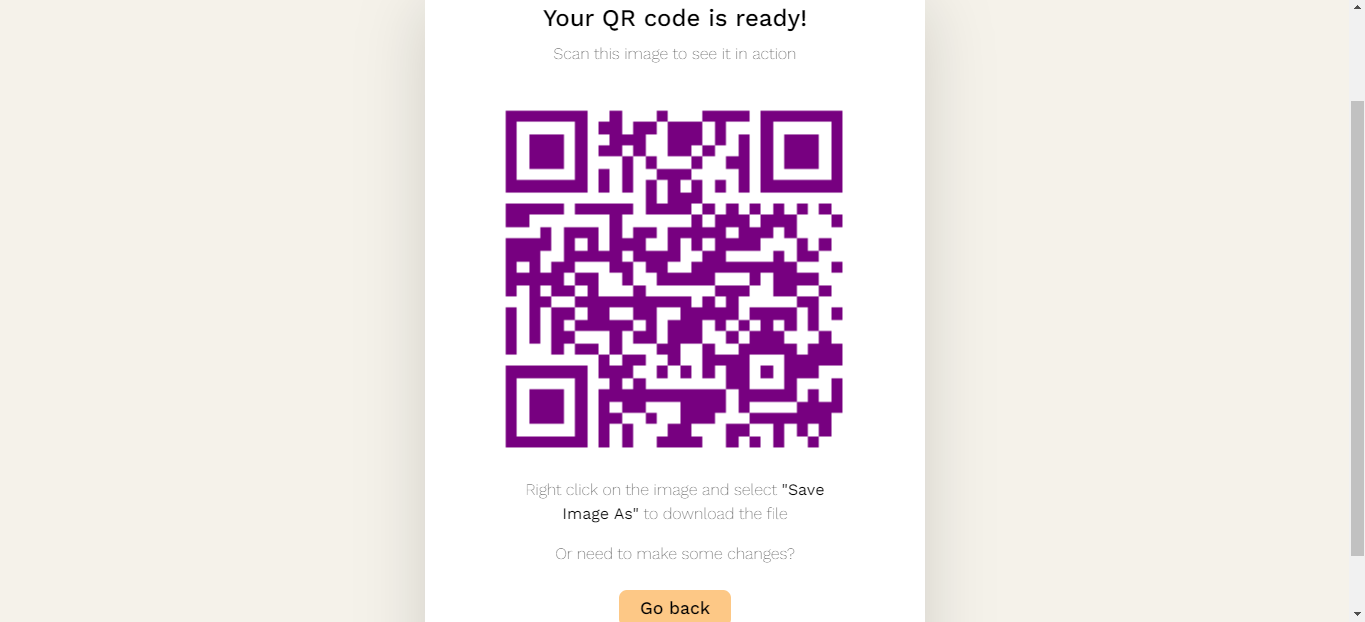 Your QR code is ready!
Scan this image to see it in action
Right click on the image and select "Save
Image As" to download the file
Or need to make some changes?
Go back